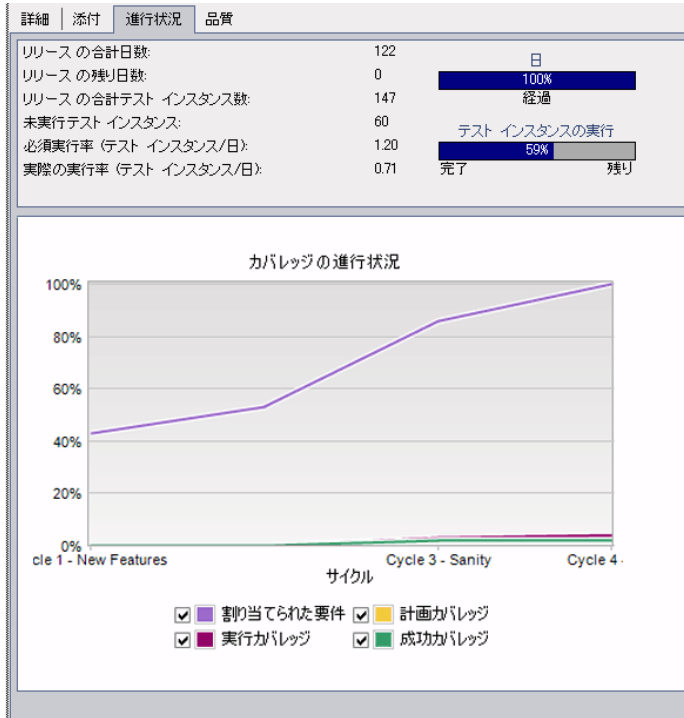 詳細 添付 進行状況 品質
リリース の合計日数: 122
リリース の残り日数: 0
リリース の合計テスト インスタンス数: 147
未実行テスト インスタンス: 60
必須実行率 (テスト インスタンス/日): 1.20
実際の実行率 (テスト インスタンス/日): 0.71
日
100%
経過
テスト インスタンスの実行
59%
完了 残り
カバレッジの進行状況
100%
80%
60%
40%
20%
0%
cle 1 - New Features Cycle 3 - Sanity Cycle 4 -
サイクル
割り当てられた要件 計画カバレッジ
実行カバレッジ 成功カバレッジ